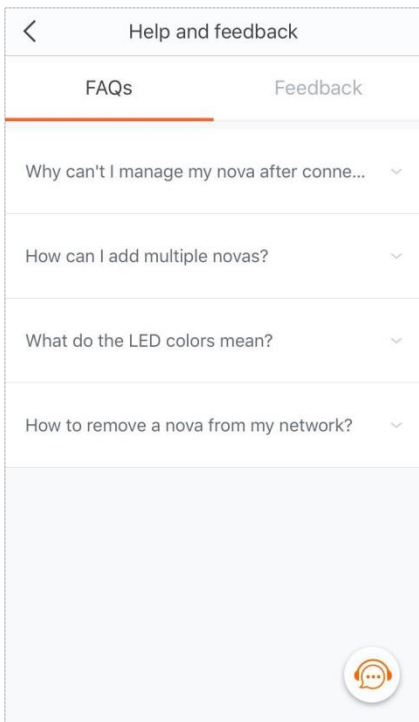 Help and feedback
FAQs
Feedback
Why can't I manage my nova after conne...
How can I add multiple novas?
What do the LED colors mean?
How to remove a nova from my network?